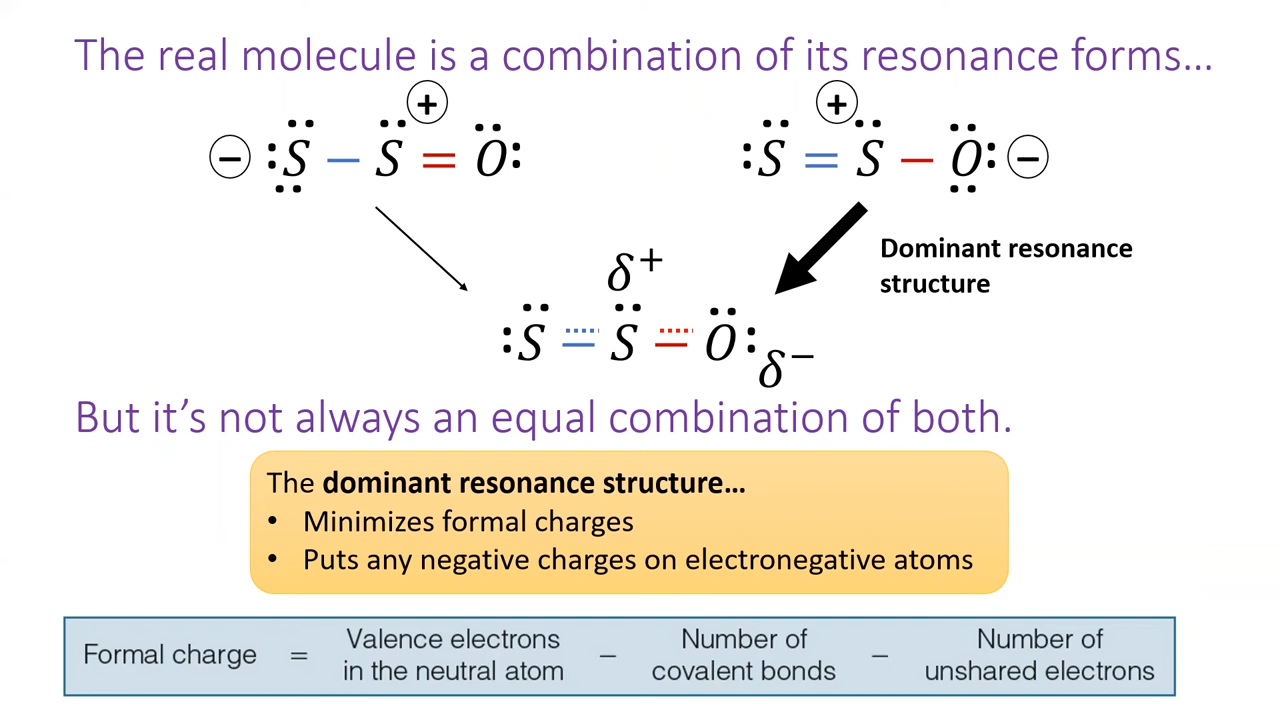 The real molecule is a combination of its resonance forms...
⊖ :S̈ − S̈ ⊕ = Ö:
:S̈ = S̈ ⊕ − Ö: ⊖
Dominant resonance
structure
δ+
:S̈ = S̈ = Ö: δ−
But it’s not always an equal combination of both.
The dominant resonance structure...
• Minimizes formal charges
• Puts any negative charges on electronegative atoms
Formal charge = Valence electrons in the neutral atom − Number of covalent bonds − Number of unshared electrons